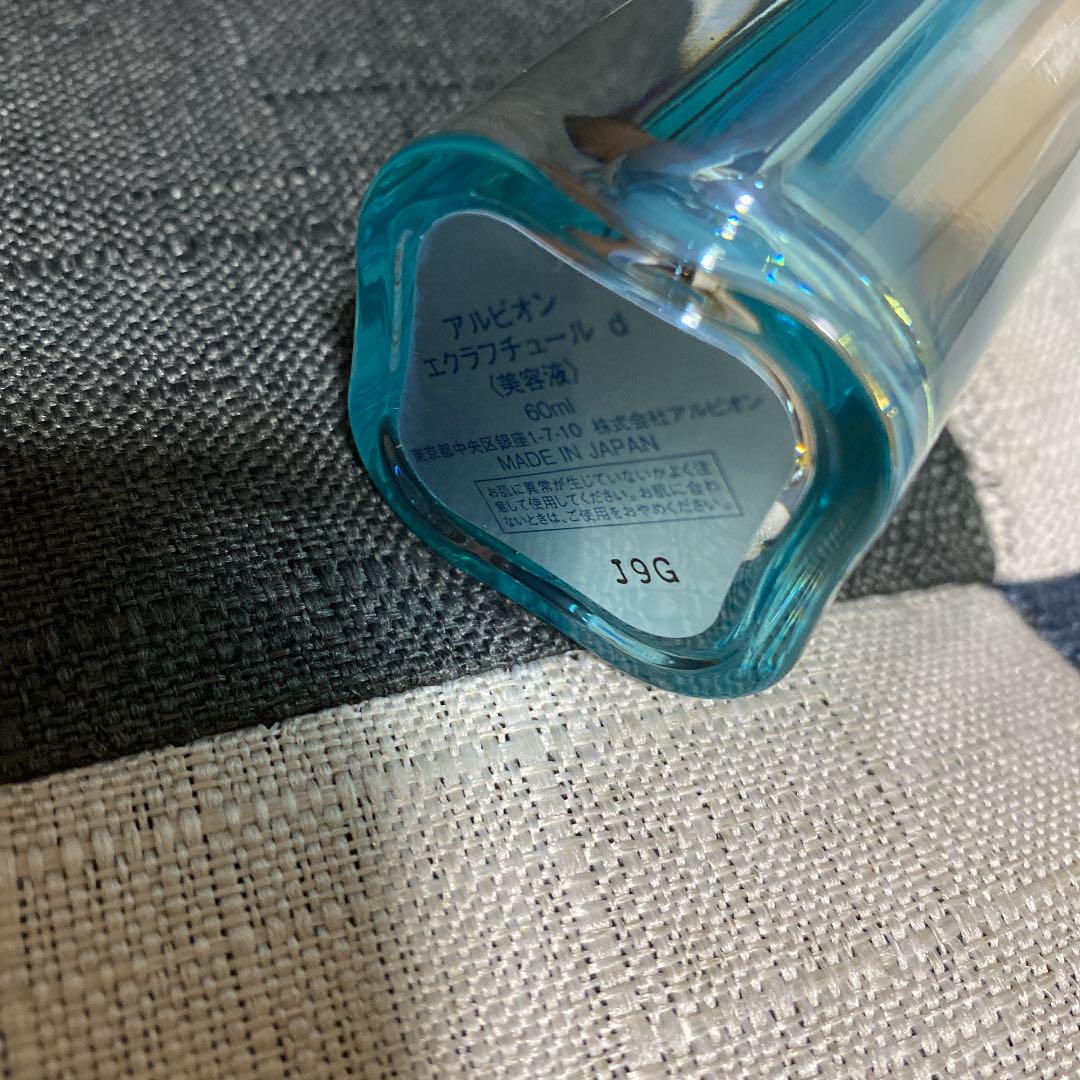 アルビオン
エクラフチュール d
〈美容液〉
60ml
東京都中央区銀座1-7-10 株式会社アルビオン
MADE IN JAPAN
お肌に異常が生じていないかよく注
意して使用してください。お肌に合わ
ないときは、ご使用をおやめください。
J9G